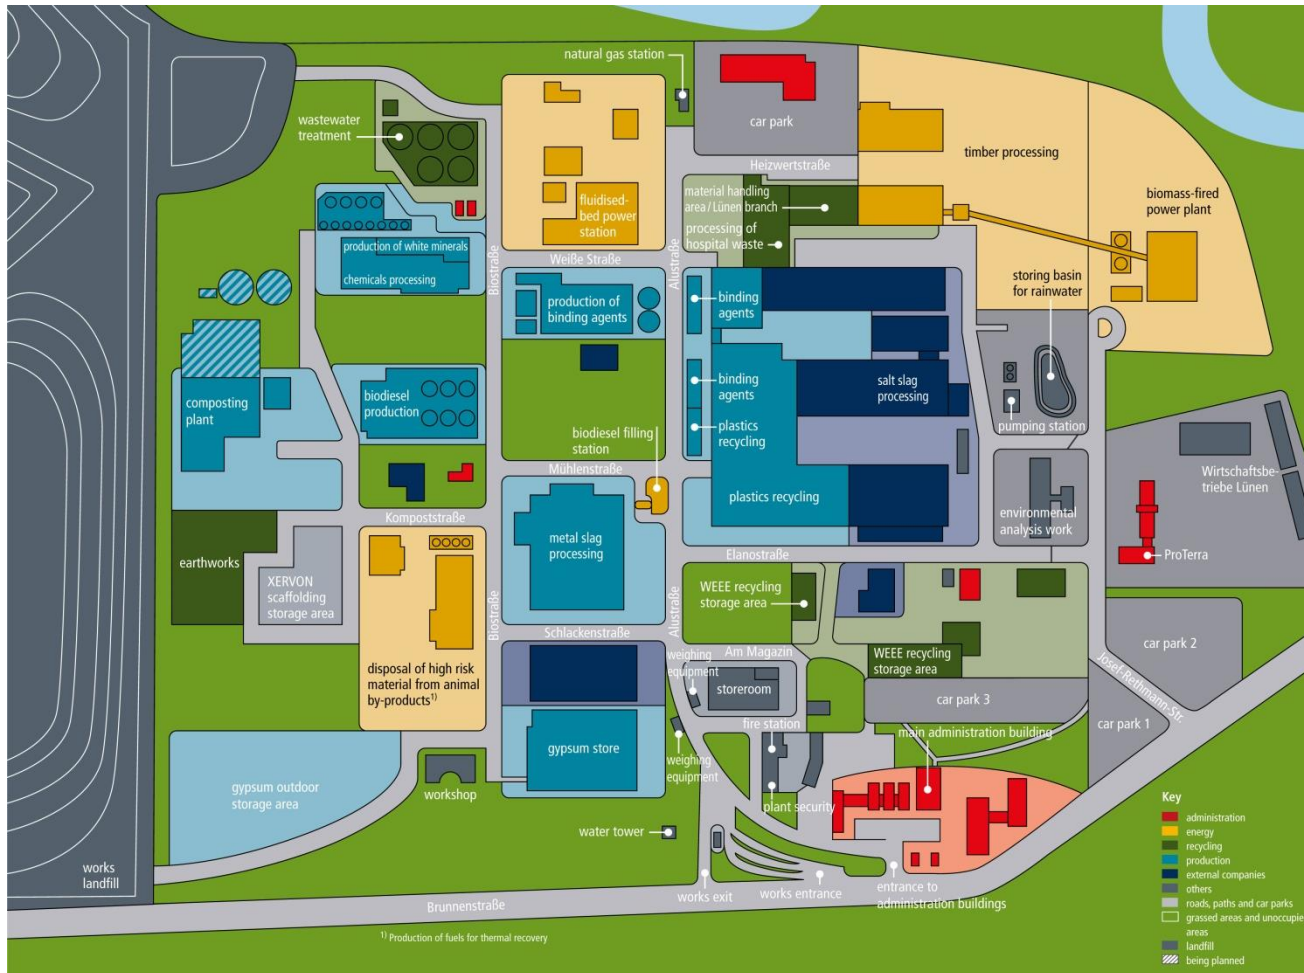 natural gas station
car park
wastewater
treatment
Heizwertstraße
timber processing
material handling
area / Lünen branch
biomass-fired
power plant
fluidised-
bed power
station
processing of
hospital waste
production of white minerals
chemicals processing
Weiße Straße
Biostraße
Alustraße
storing basin
for rainwater
production of
binding agents
binding
agents
binding
agents
salt slag
processing
composting
plant
biodiesel
production
plastics
recycling
pumping station
biodiesel filling
station
Mühlenstraße
Wirtschaftsbe-
triebe Lünen
plastics recycling
Kompoststraße
environmental
analysis work
metal slag
processing
earthworks
Elanostraße
ProTerra
XERVON
scaffolding
storage area
WEEE recycling
storage area
Biostraße
Alustraße
Schlackenstraße
Am Magazin
weighing
equipment
WEEE recycling
storage area
car park 2
disposal of high risk
material from animal
by-products1)
storeroom
Josef-Rethmann-Str.
car park 3
car park 1
fire station
main administration building
gypsum store
weighing
equipment
gypsum outdoor
storage area
workshop
plant security
water tower
works
landfill
works exit
works entrance
entrance to
administration buildings
Brunnenstraße
1) Production of fuels for thermal recovery
Key
administration
energy
recycling
production
external companies
others
roads, paths and car parks
grassed areas and unoccupie
areas
landfill
being planned